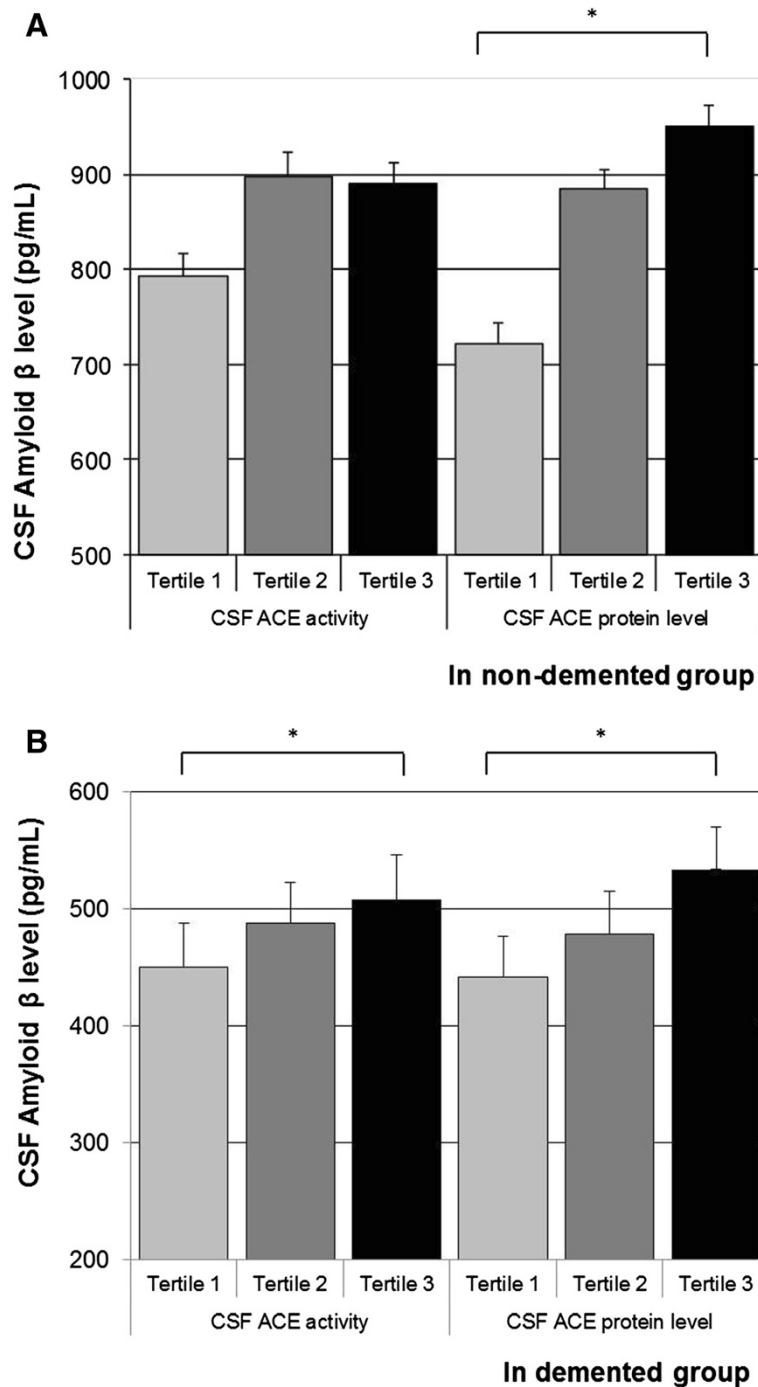 A
*
1000
900
800
700
600
500
CSF Amyloid β level (pg/mL)
Tertile 1 Tertile 2 Tertile 3 Tertile 1 Tertile 2 Tertile 3
CSF ACE activity CSF ACE protein level
In non-demented group
B
* *
600
500
400
300
200
CSF Amyloid β level (pg/mL)
Tertile 1 Tertile 2 Tertile 3 Tertile 1 Tertile 2 Tertile 3
CSF ACE activity CSF ACE protein level
In demented group